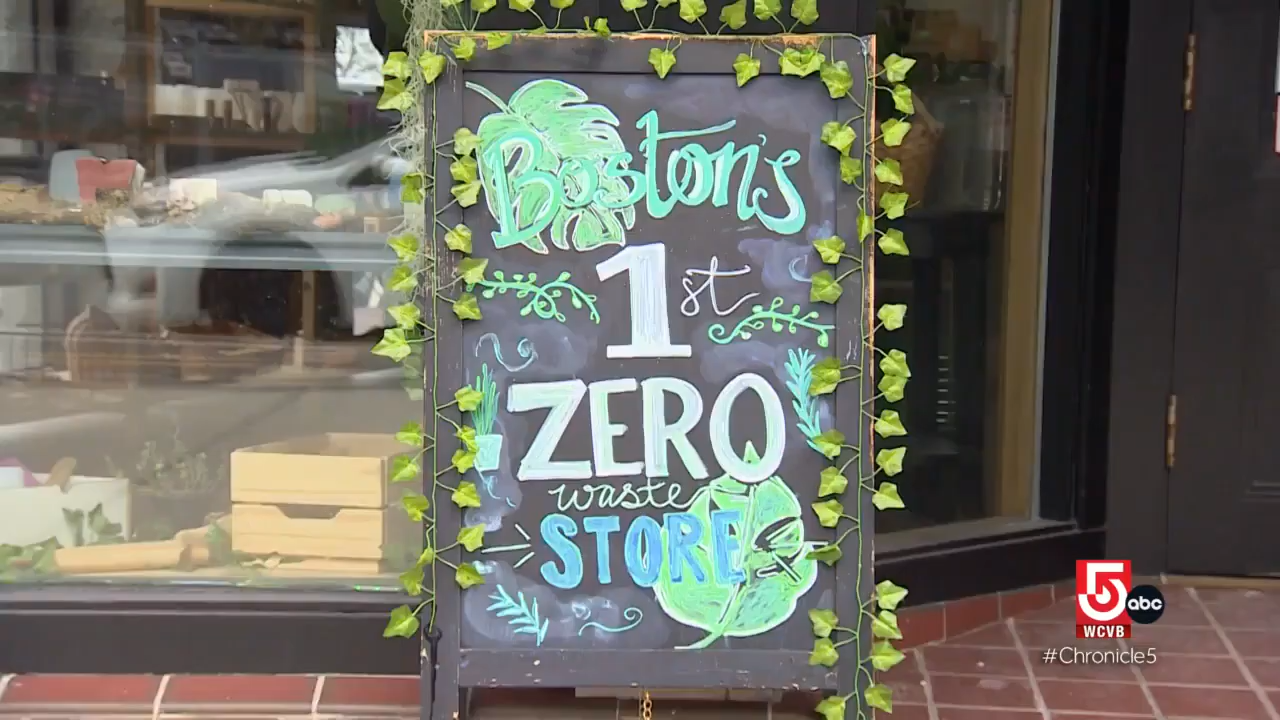 Boston's
1st
ZERO
waste
STORE
5 abc
WCVB
#Chronicle5